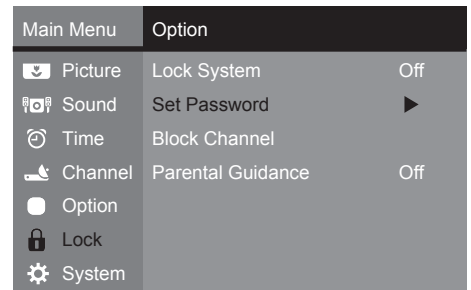 Main Menu
Option
Picture
Sound
Time
Channel
Option
Lock
System
Lock System Off
Set Password
Block Channel
Parental Guidance Off